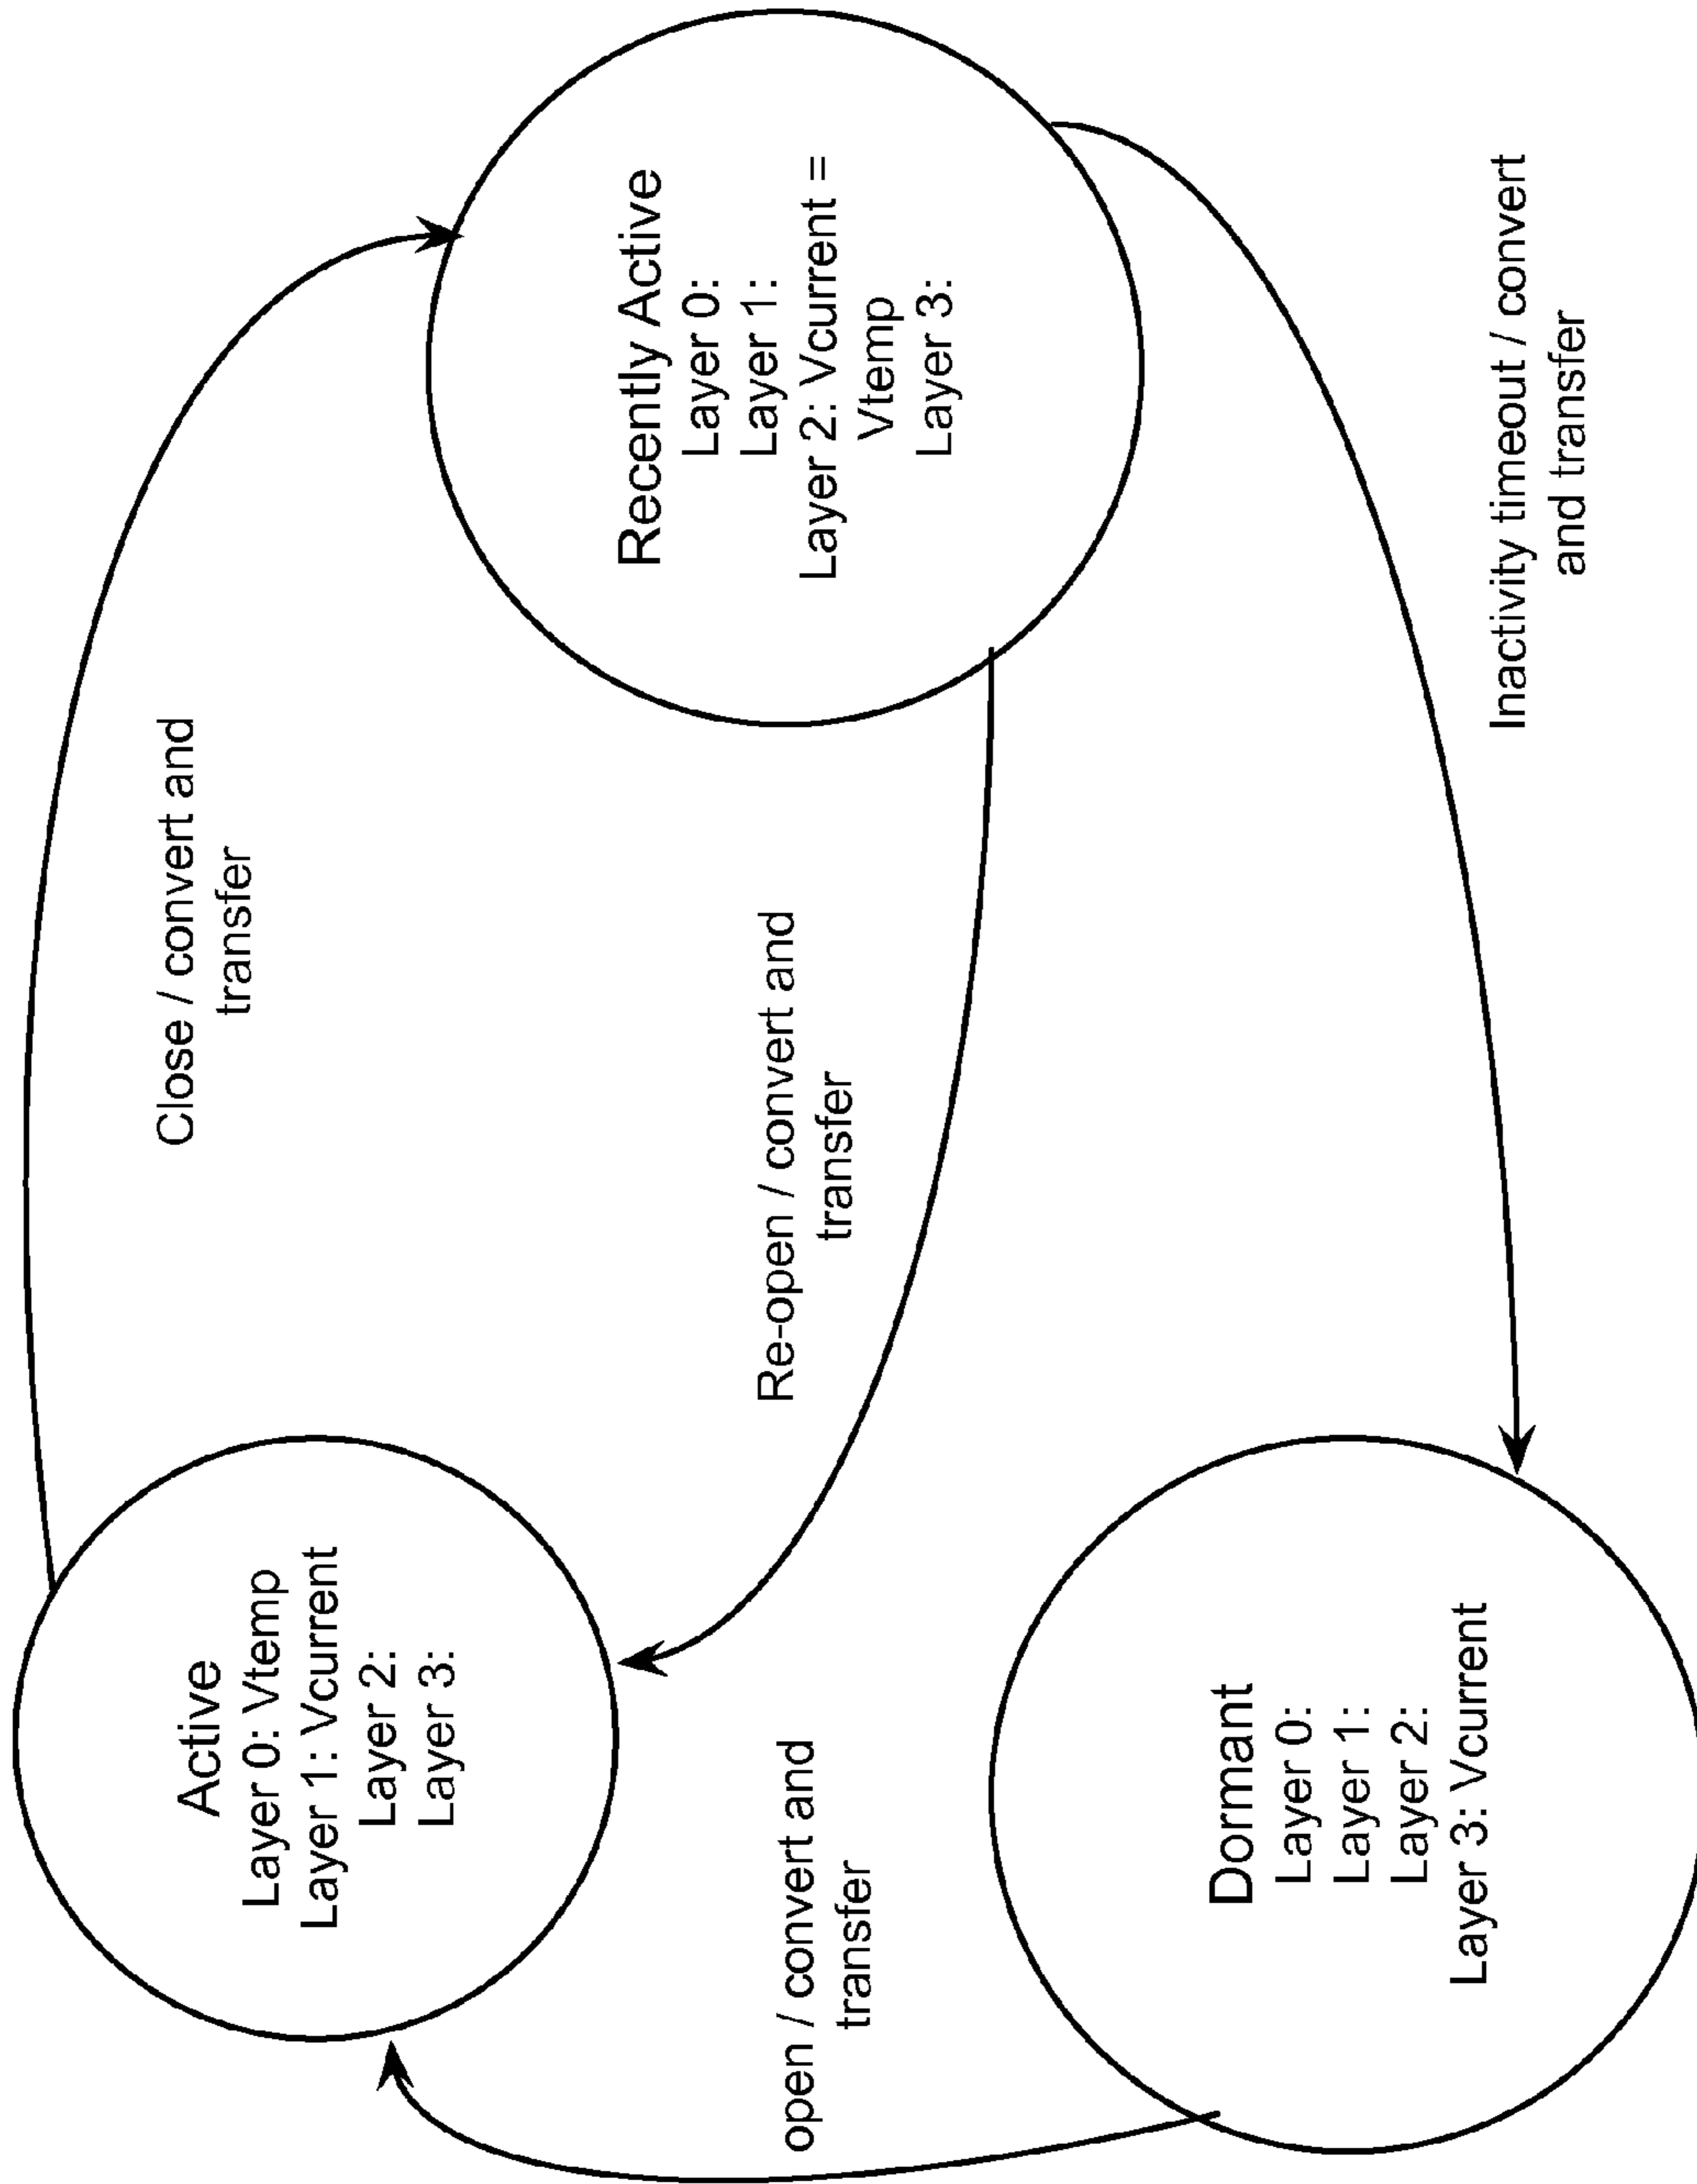 Active
Layer 0: Vtemp
Layer 1: Vcurrent
Layer 2:
Layer 3:
Close / convert and
transfer
Recently Active
Layer 0:
Layer 1:
Layer 2: Vcurrent =
Vtemp
Layer 3:
Re-open / convert and
transfer
open / convert and
transfer
Dormant
Layer 0:
Layer 1:
Layer 2:
Layer 3: Vcurrent
Inactivity timeout / convert
and transfer